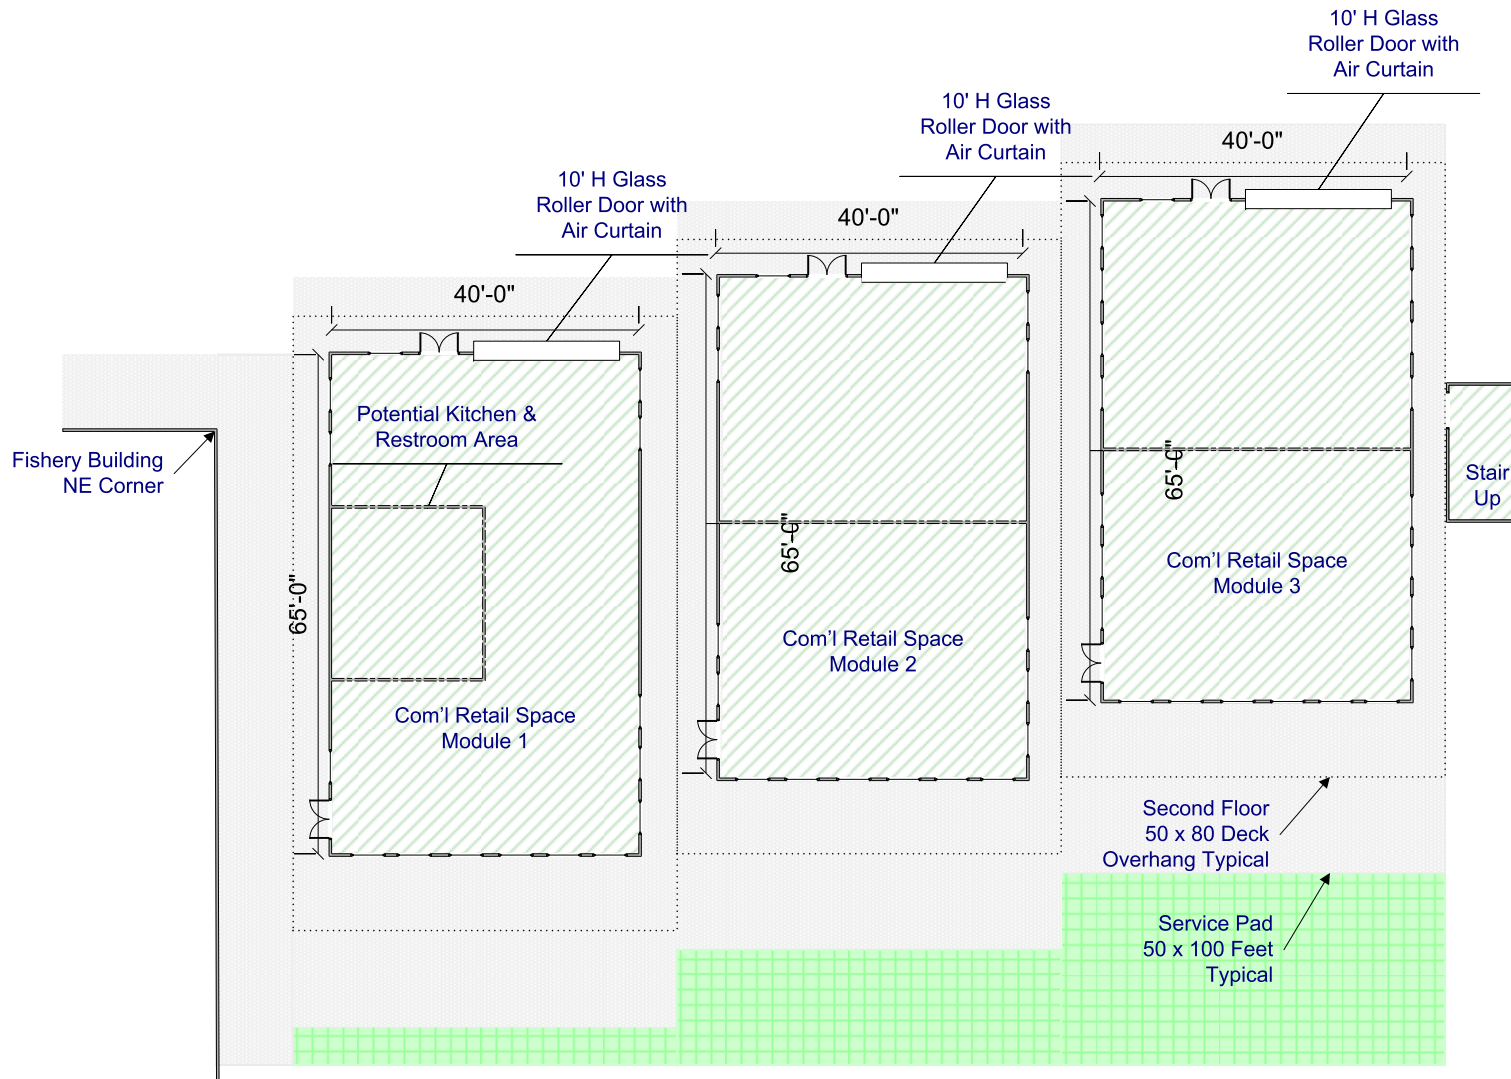 10' H Glass
Roller Door with
Air Curtain
10' H Glass
Roller Door with
Air Curtain
40'-0"
10' H Glass
Roller Door with
Air Curtain
40'-0"
40'-0"
Potential Kitchen &
Restroom Area
Fishery Building
NE Corner
65'-0"
Stair
Up
65'-0"
Com'l Retail Space
Module 3
65'-0"
Com'l Retail Space
Module 2
Com'l Retail Space
Module 1
Second Floor
50 x 80 Deck
Overhang Typical
Service Pad
50 x 100 Feet
Typical